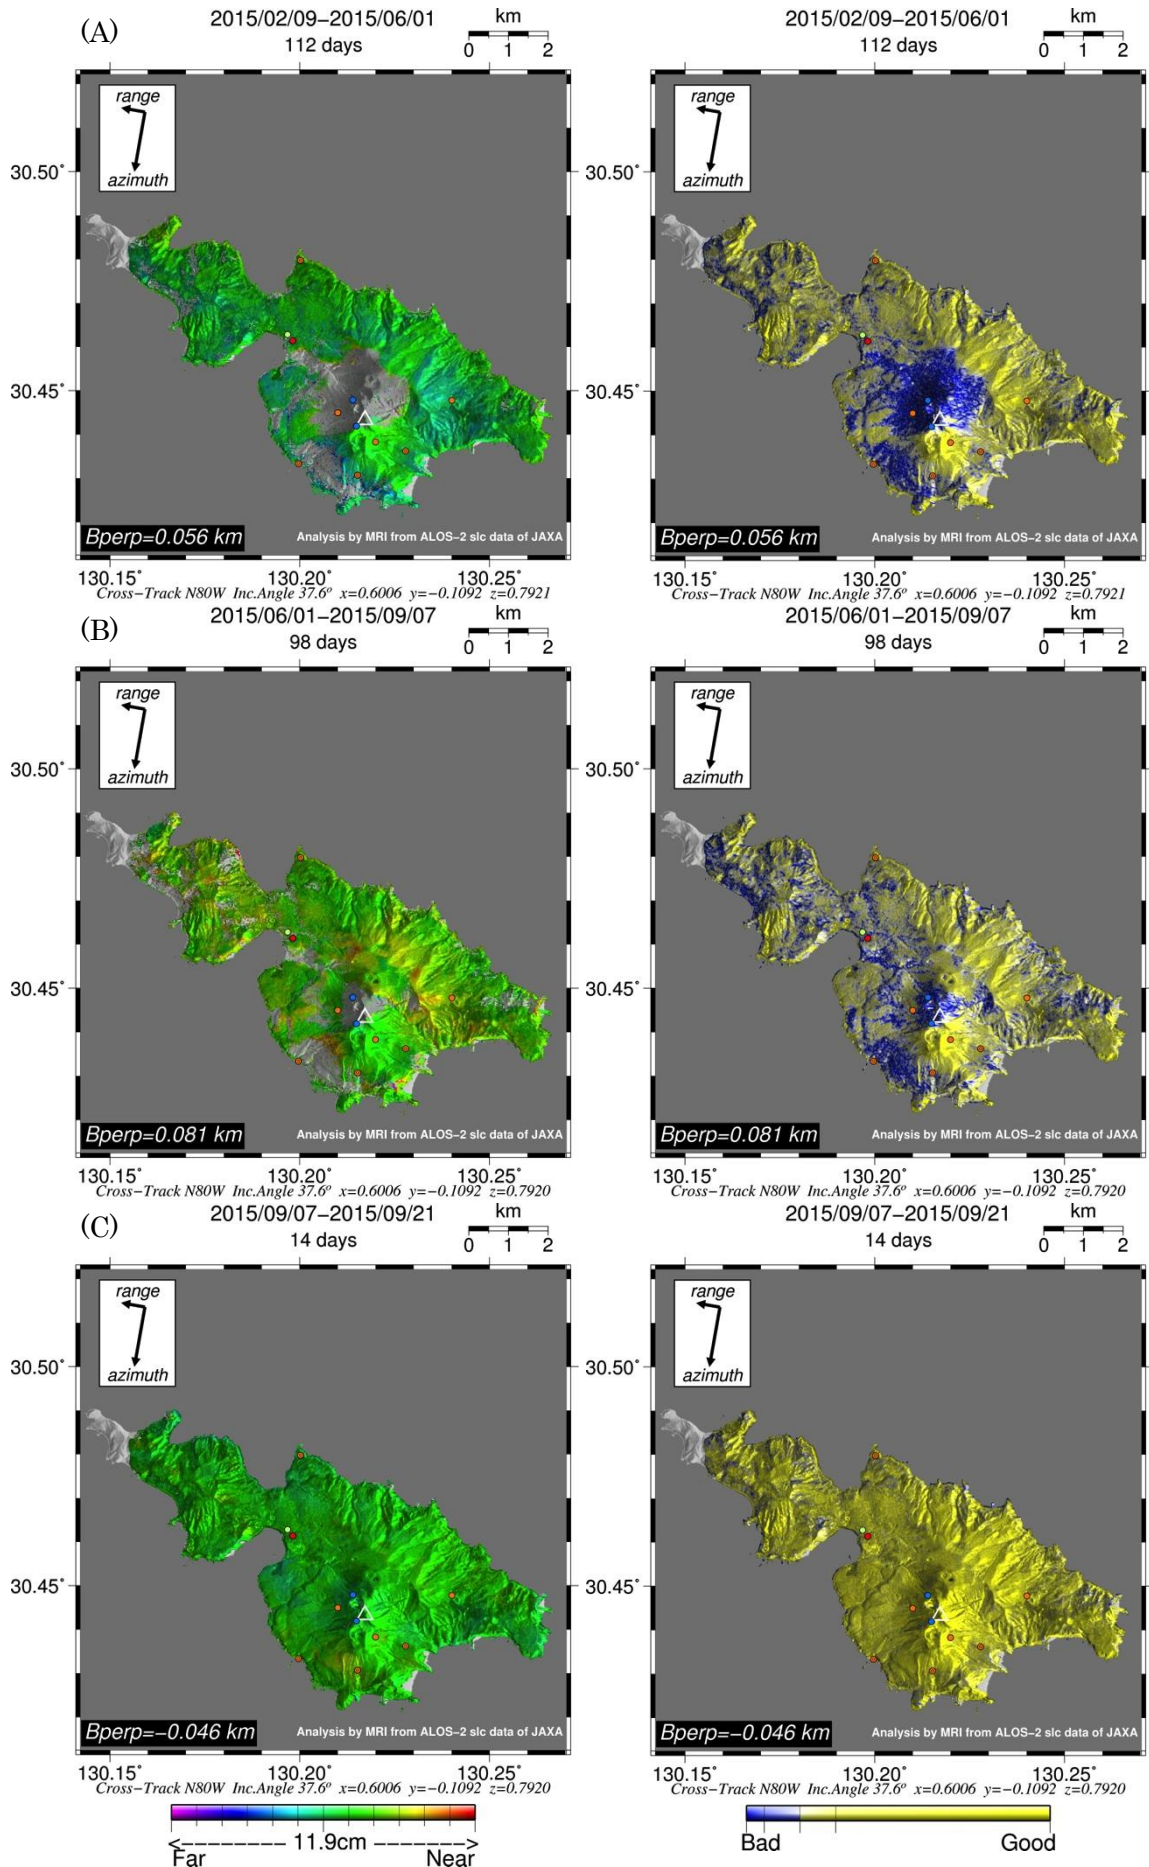 (A)
2015/02/09−2015/06/01
112 days
km
0 1 2
2015/02/09−2015/06/01
112 days
km
0 1 2
range
azimuth
range
azimuth
30.50°
30.50°
30.45°
30.45°
Bperp=0.056 km
Analysis by MRI from ALOS−2 slc data of JAXA
Bperp=0.056 km
Analysis by MRI from ALOS−2 slc data of JAXA
130.15 130.20 130.25
130.15 130.20 130.25
Cross−Track N80W Inc.Angle 37.6° x=0.6006 y=−0.1092 z=0.7921
Cross−Track N80W Inc.Angle 37.6° x=0.6006 y=−0.1092 z=0.7921
(B)
2015/06/01−2015/09/07
98 days
km
0 1 2
2015/06/01−2015/09/07
98 days
km
0 1 2
range
azimuth
range
azimuth
30.50°
30.50°
30.45°
30.45°
Bperp=0.081 km
Analysis by MRI from ALOS−2 slc data of JAXA
Bperp=0.081 km
Analysis by MRI from ALOS−2 slc data of JAXA
130.15 130.20 130.25
130.15 130.20 130.25
Cross−Track N80W Inc.Angle 37.6° x=0.6006 y=−0.1092 z=0.7920
Cross−Track N80W Inc.Angle 37.6° x=0.6006 y=−0.1092 z=0.7920
(C)
2015/09/07−2015/09/21
14 days
km
0 1 2
2015/09/07−2015/09/21
14 days
km
0 1 2
range
azimuth
range
azimuth
30.50°
30.50°
30.45°
30.45°
Bperp=−0.046 km
Analysis by MRI from ALOS−2 slc data of JAXA
Bperp=−0.046 km
Analysis by MRI from ALOS−2 slc data of JAXA
130.15 130.20 130.25
130.15 130.20 130.25
Cross−Track N80W Inc.Angle 37.6° x=0.6006 y=−0.1092 z=0.7920
Cross−Track N80W Inc.Angle 37.6° x=0.6006 y=−0.1092 z=0.7920
<−−−−−−−− 11.9cm −−−−−−−>
Far Near
Bad Good